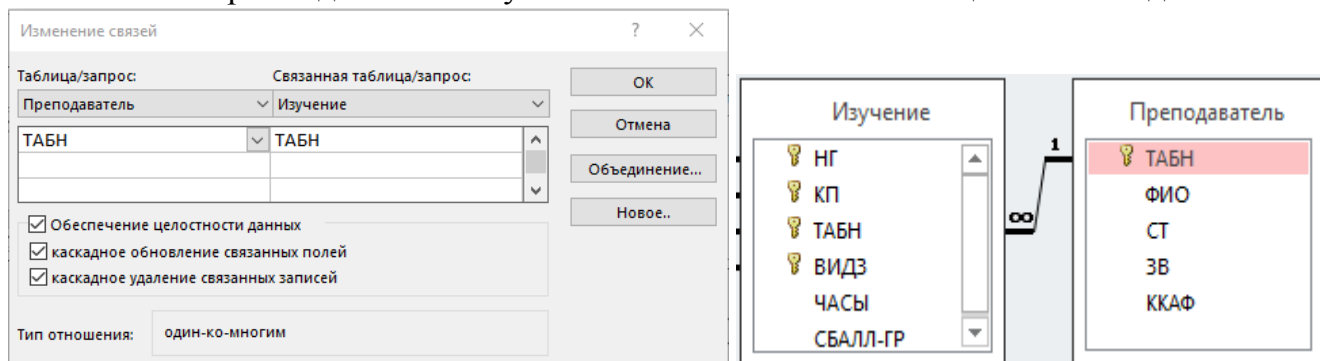 Изменение связей ?
Таблица/запрос: Связанная таблица/запрос:
Преподаватель Изучение
ТАБН ТАБН
Обеспечение целостности данных
каскадное обновление связанных полей
каскадное удаление связанных записей
Тип отношения: один-ко-многим
ОК
Отмена
Объединение...
Новое..
Изучение
НГ
КП
ТАБН
ВИДЗ
ЧАСЫ
СБАЛЛ-ГР
∞
1
Преподаватель
ТАБН
ФИО
СТ
ЗВ
ККАФ